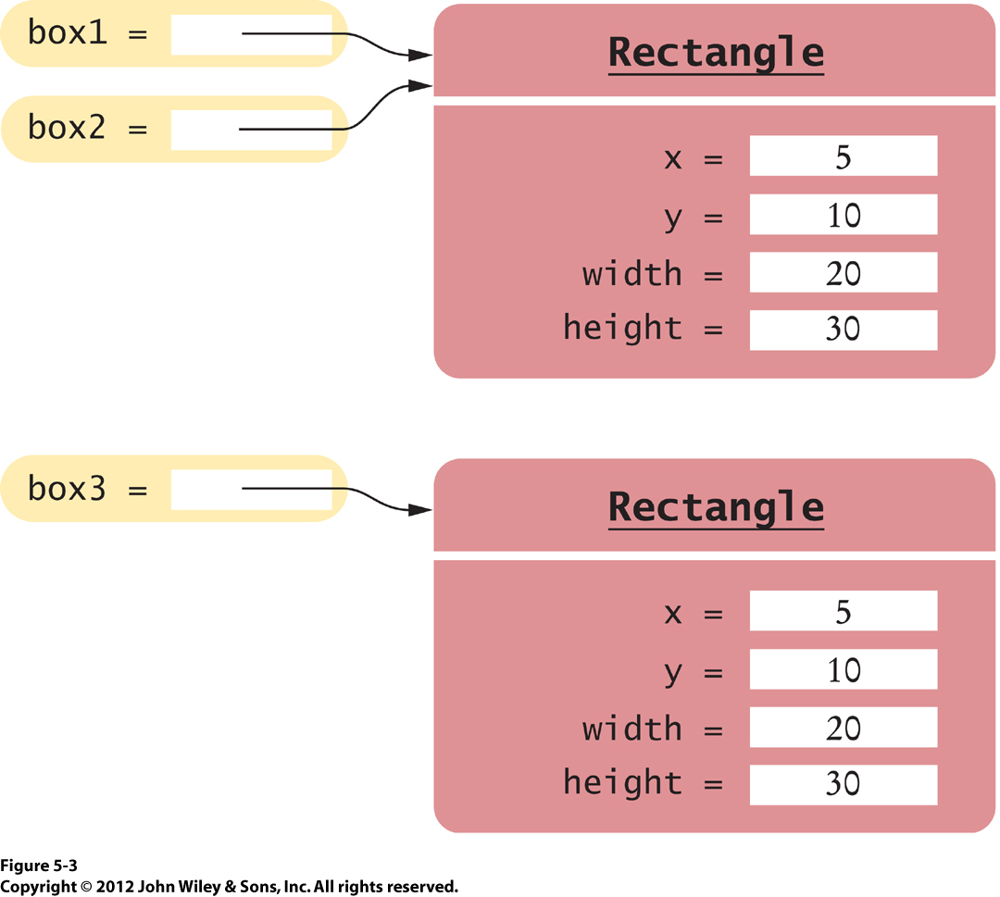 box1 =
box2 =
Rectangle
x = 5
y = 10
width = 20
height = 30
box3 =
Rectangle
x = 5
y = 10
width = 20
height = 30
Figure 5-3
Copyright © 2012 John Wiley & Sons, Inc. All rights reserved.